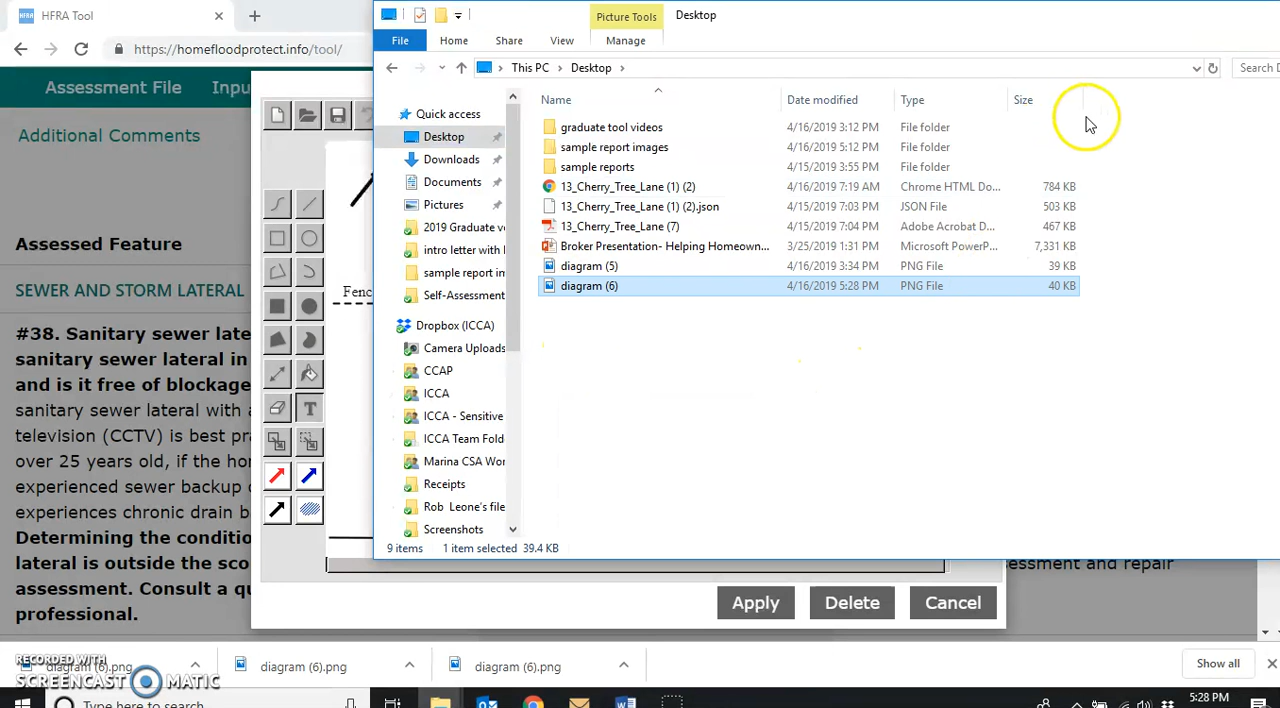 HFRA Tool
https://homefloodprotect.info/tool/
Assessment File
Additional Comments
Assessed Feature
SEWER AND STORM LATERAL
#38. Sanitary sewer late
sanitary sewer lateral in
and is it free of blockage
sanitary sewer lateral with a
television (CCTV) is best pra
over 25 years old, if the hor
experienced sewer backup
experiences chronic drain b
Determining the conditio
lateral is outside the sco
assessment. Consult a qu
professional.
Fenc
Picture Tools
Desktop
File
Home
Share
View
Manage
This PC
Desktop
Search D
Quick access
Desktop
Downloads
Documents
Pictures
2019 Graduate v
intro letter with
sample report im
Self-Assessment
Dropbox (ICCA)
Camera Uploads
CCAP
ICCA
ICCA - Sensitive
ICCA Team Fold
Marina CSA Wor
Receipts
Rob Leone's file
Screenshots
Name Date modified Type Size
graduate tool videos 4/16/2019 3:12 PM File folder
sample report images 4/16/2019 5:12 PM File folder
sample reports 4/15/2019 3:55 PM File folder
13_Cherry_Tree_Lane (1) (2) 4/16/2019 7:19 AM Chrome HTML Do... 784 KB
13_Cherry_Tree_Lane (1) (2).json 4/15/2019 7:03 PM JSON File 503 KB
13_Cherry_Tree_Lane (7) 4/15/2019 7:04 PM Adobe Acrobat D... 467 KB
Broker Presentation- Helping Homeown... 3/25/2019 1:31 PM Microsoft PowerP... 7,331 KB
diagram (5) 4/16/2019 3:34 PM PNG File 39 KB
diagram (6) 4/16/2019 5:28 PM PNG File 40 KB
9 items 1 item selected 39.4 KB
T
Apply
Delete
Cancel
sessment and repair
diagram (6).png
diagram (6).png
diagram (6).png
Show all
RECORDED WITH
SCREENCAST MATIC
Type here to search
5:28 PM